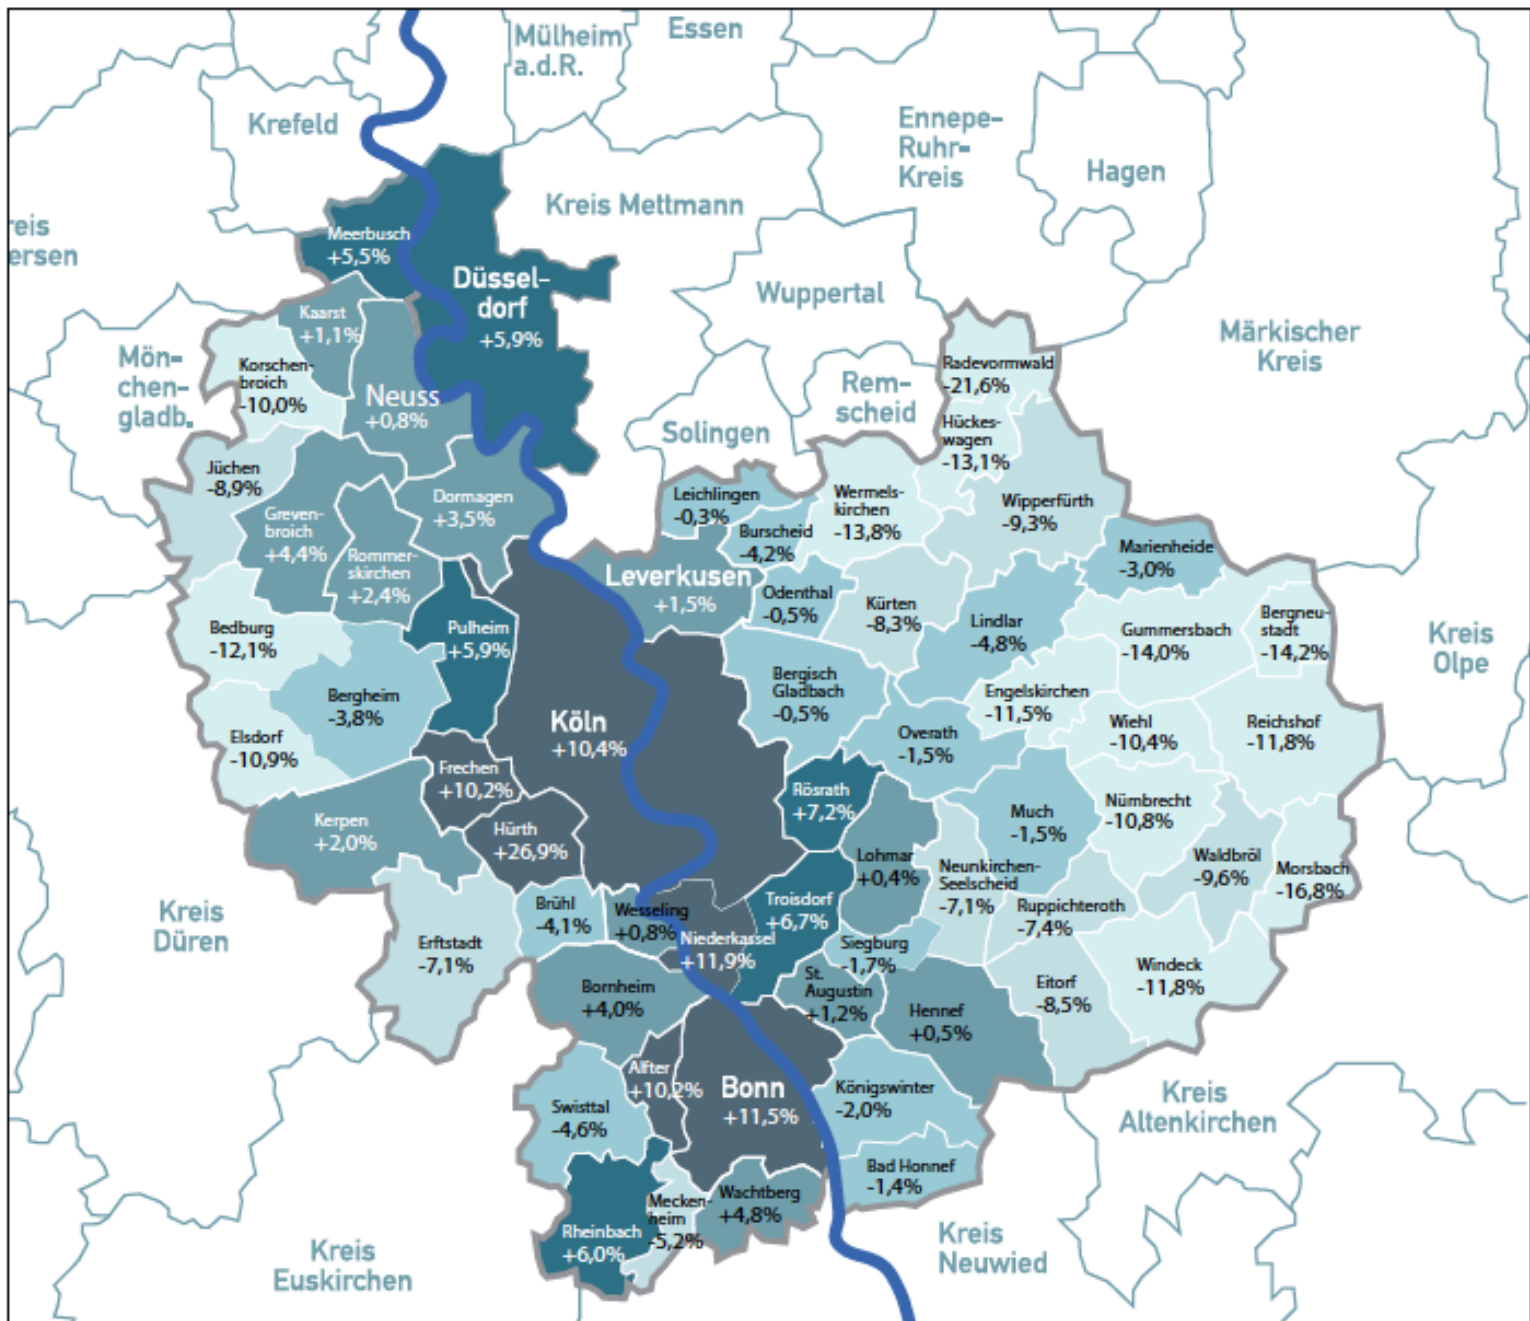 Mülheim
a.d.R.
Essen
Krefeld
Ennepe-
Ruhr-
Kreis
Hagen
Kreis Mettmann
reis
ersen
Meerbusch
+5,5%
Düssel-
dorf
+5,9%
Wuppertal
Märkischer
Kreis
Kaarst
+1,1%
Mön-
chen-
gladb.
Korschen-
broich
-10,0%
Neuss
+0,8%
Rem-
scheid
Radevormwald
-21,6%
Solingen
Hückes-
wagen
-13,1%
Jüchen
-8,9%
Dormagen
+3,5%
Leichlingen
-0,3%
Wermels-
kirchen
-13,8%
Wipperfürth
-9,3%
Greven-
broich
+4,4%
Burscheid
-4,2%
Marienheide
-3,0%
Rommer-
skirchen
+2,4%
Leverkusen
+1,5%
Odenthal
-0,5%
Kürten
-8,3%
Lindlar
-4,8%
Gummersbach
-14,0%
Bergneu-
stadt
-14,2%
Kreis
Olpe
Bedburg
-12,1%
Pulheim
+5,9%
Bergheim
-3,8%
Bergisch
Gladbach
-0,5%
Engelskirchen
-11,5%
Elsdorf
-10,9%
Köln
+10,4%
Overath
-1,5%
Wiehl
-10,4%
Reichshof
-11,8%
Frechen
+10,2%
Rösrath
+7,2%
Much
-1,5%
Nümbrecht
-10,8%
Kerpen
+2,0%
Hürth
+26,9%
Lohmar
+0,4%
Neunkirchen-
Seelscheid
-7,1%
Waldbröl
-9,6%
Morsbach
-16,8%
Kreis
Düren
Erftstadt
-7,1%
Brühl
-4,1%
Wesseling
+0,8%
Niederkassel
+11,9%
Troisdorf
+6,7%
Ruppichteroth
-7,4%
Siegburg
-1,7%
Bornheim
+4,0%
St.
Augustin
+1,2%
Hennef
+0,5%
Eitorf
-8,5%
Windeck
-11,8%
Alfter
+10,2%
Bonn
+11,5%
Königswinter
-2,0%
Kreis
Altenkirchen
Swisttal
-4,6%
Bad Honnef
-1,4%
Mecken-
heim
-5,2%
Wachtberg
+4,8%
Rheinbach
+6,0%
Kreis
Euskirchen
Kreis
Neuwied